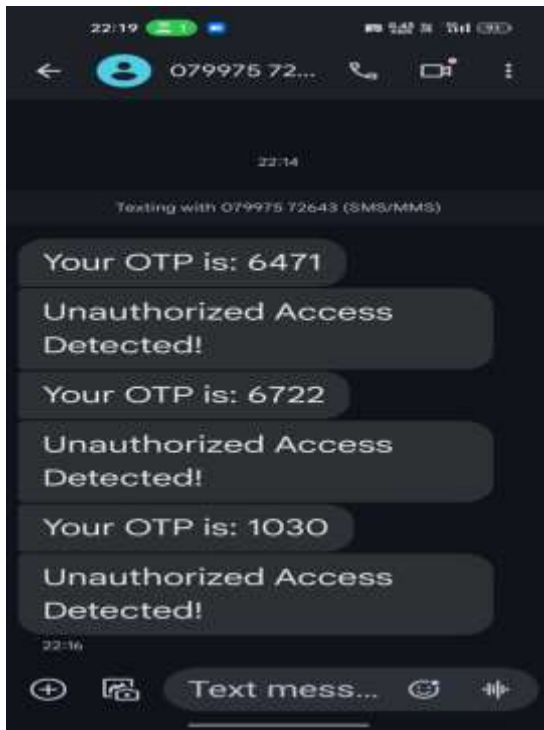 22:19
079975 72...
22:14
Texting with 079975 72643 (SMS/MMS)
Your OTP is: 6471
Unauthorized Access
Detected!
Your OTP is: 6722
Unauthorized Access
Detected!
Your OTP is: 1030
Unauthorized Access
Detected!
22:16
Text mess...